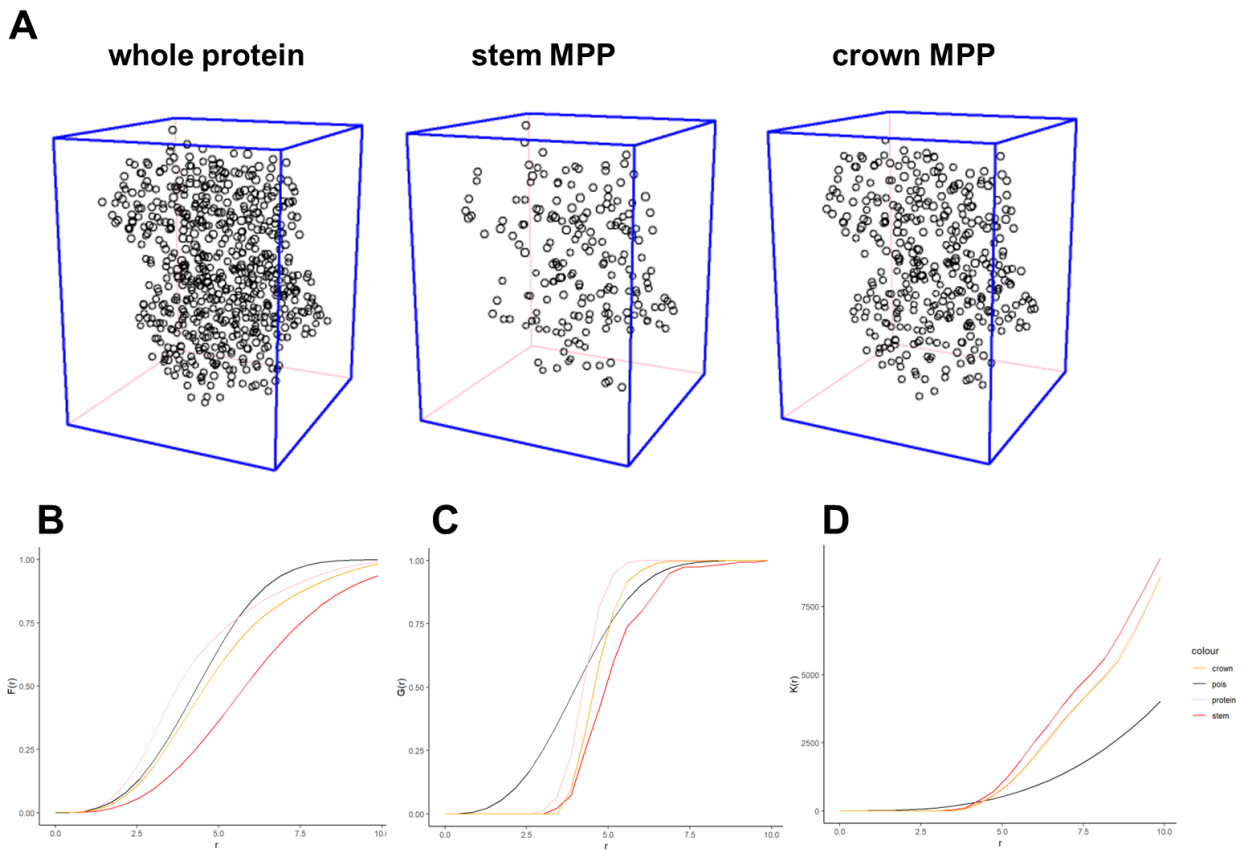 A
whole protein
stem MPP
crown MPP
B
C
D
1.00
0.75
0.50
0.25
0.00
F(r)
0.0
2.5
5.0
7.5
10.(
r
1.00
0.75
0.50
0.25
0.00
G(r)
0.0
2.5
5.0
7.5
10.0
r
7500
5000
2500
0
K(r)
0.0
2.5
5.0
7.5
10.0
r
colour
crown
pois
protein
stem